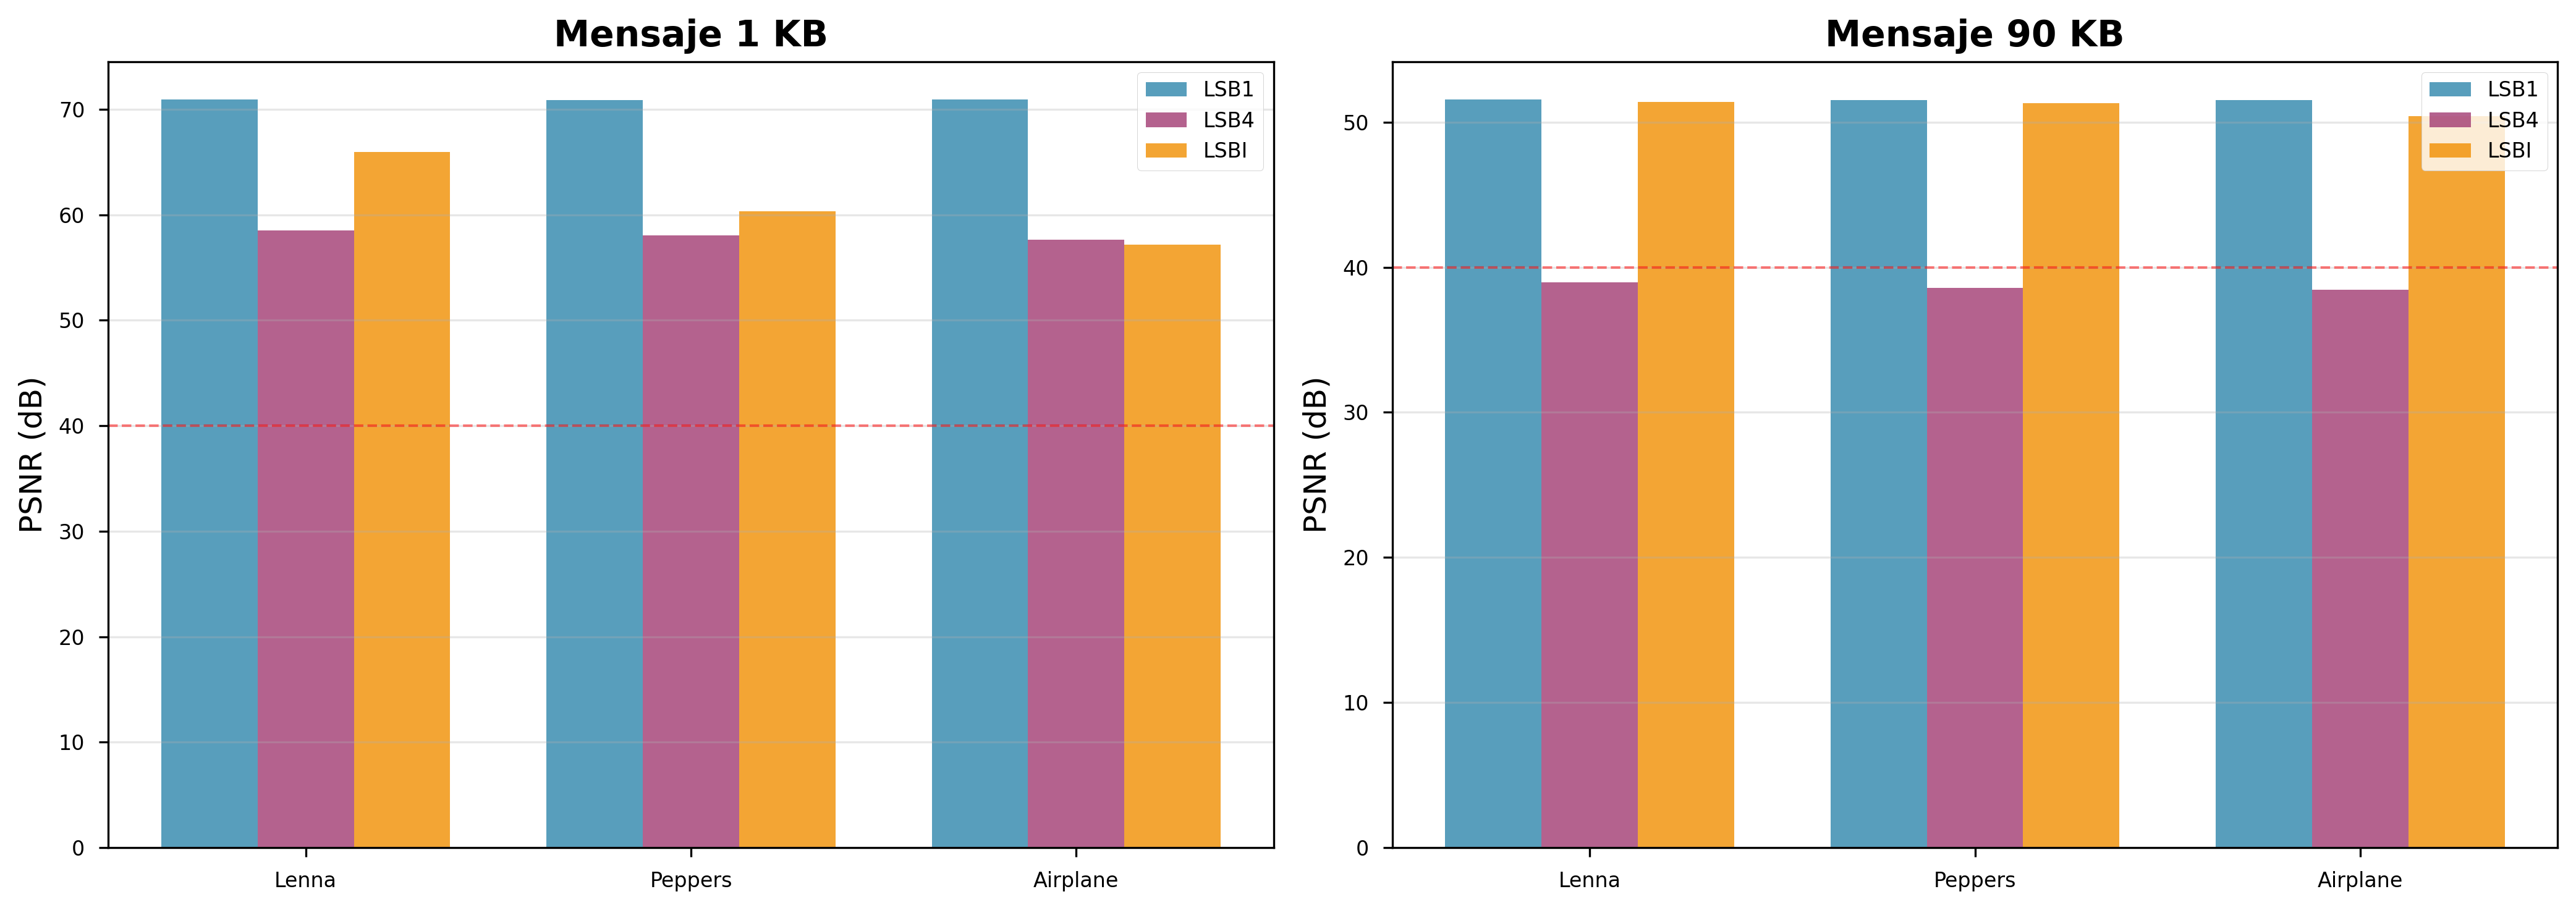 Mensaje 1 KB
PSNR (dB)
70
60
50
40
30
20
10
0
LSB1
LSB4
LSBI
Lenna
Peppers
Airplane
Mensaje 90 KB
PSNR (dB)
50
40
30
20
10
0
LSB1
LSB4
LSBI
Lenna
Peppers
Airplane